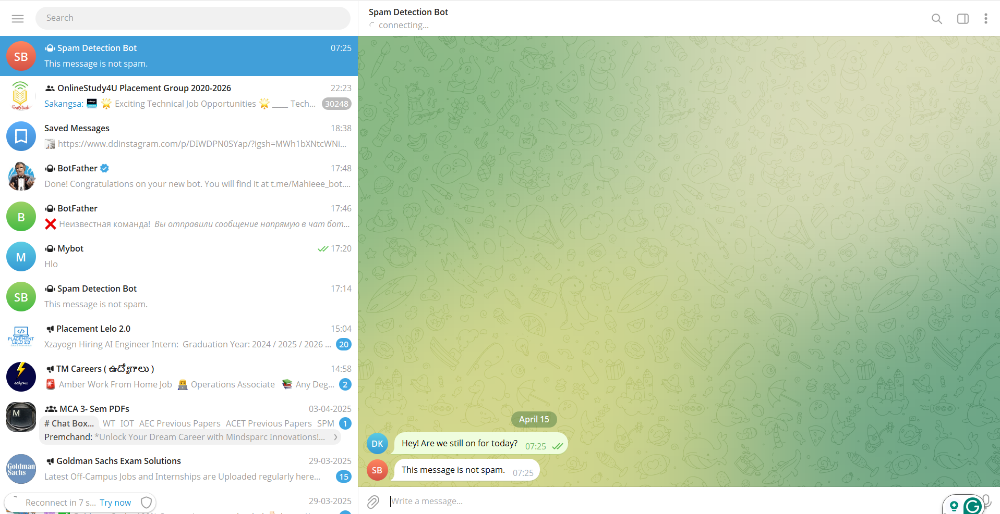 Search
SB
Spam Detection Bot
07:25
This message is not spam.
OnlineStudy4U Placement Group 2020-2026
22:23
Sakangsa: Exciting Technical Job Opportunities ____ Tech...
30248
Saved Messages
18:38
https://www.ddinstagram.com/p/DIWDPN0SYap/?igsh=MWh1bXNtcWNi...
BotFather
17:48
Done! Congratulations on your new bot. You will find it at t.me/Mahieee_bot....
B
BotFather
17:46
Неизвестная команда! Вы отправили сообщение напрямую в чат бот...
M
Mybot
17:20
Hlo
SB
Spam Detection Bot
17:14
This message is not spam.
PLACEMENT
LELO 2.0
Placement Lelo 2.0
15:04
Xzayogn Hiring AI Engineer Intern: Graduation Year: 2024 / 2025 / 2026 ...
20
ఉద్యోగాలు
TM Careers ( ఉద్యోగాలు )
14:58
Amber Work From Home Job Operations Associate Any Deg...
2
M
MCA 3- Sem PDFs
03-04-2025
# Chat Box... WT IOT AEC Previous Papers ACET Previous Papers SPM
1
Premchand: *Unlock Your Dream Career with Mindsparc Innovations!...
Goldman
Sachs
Goldman Sachs Exam Solutions
29-03-2025
Latest Off-Campus Jobs and Internships are Uploaded regularly here...
15
29-03-2025
Reconnect in 7 s... Try now
Spam Detection Bot
connecting...
April 15
DK
Hey! Are we still on for today? 07:25
SB
This message is not spam. 07:25
Write a message...